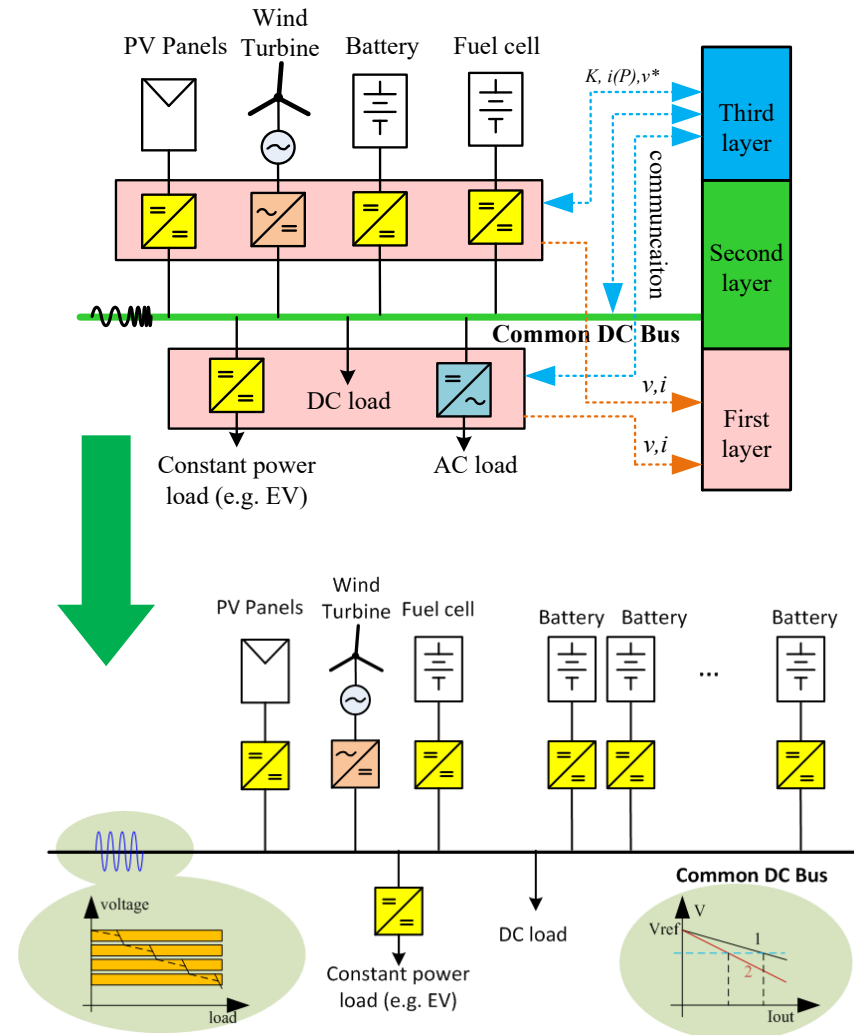 PV Panels
Wind
Turbine
Battery
Fuel cell
K, i(P),v*
Third
layer
communcaiton
Second
layer
Common DC Bus
DC load
v,i
First
layer
v,i
Constant power
load (e.g. EV)
AC load
PV Panels
Wind
Turbine
Fuel cell
Battery
Battery
...
Battery
Common DC Bus
voltage
load
Constant power
load (e.g. EV)
DC load
V
Vref
1
2
Iout